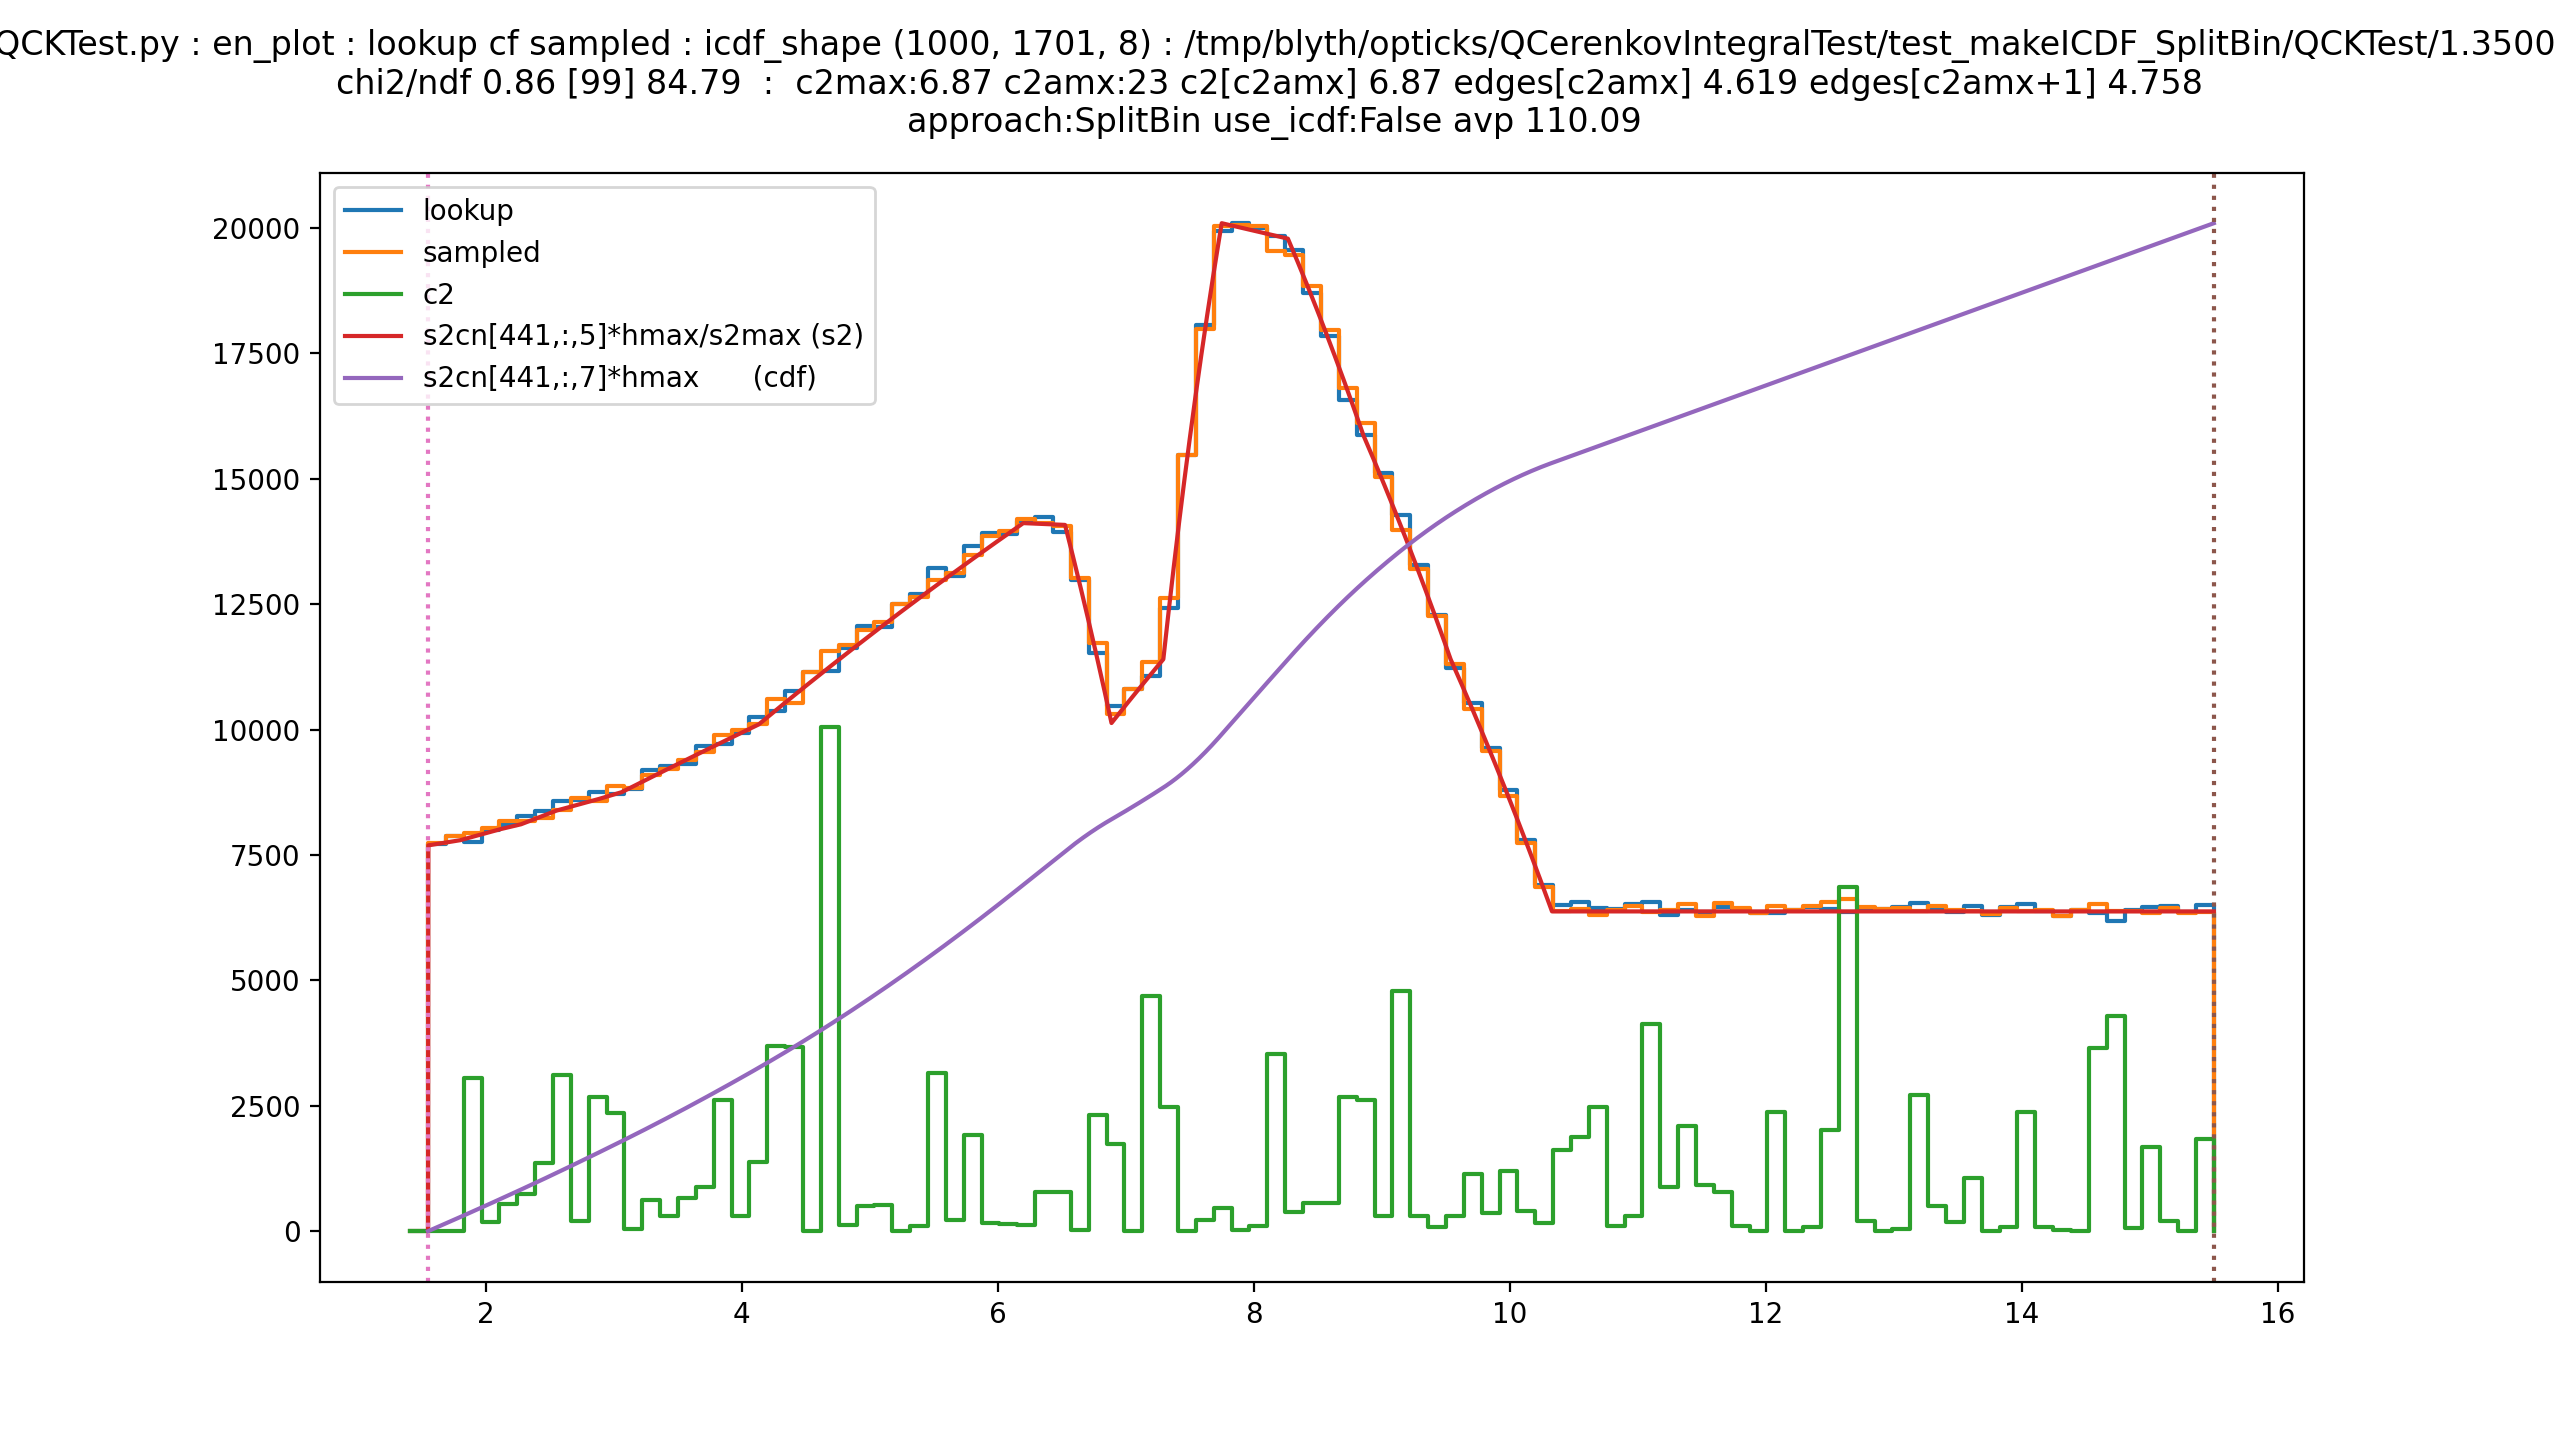 QCKTest.py : en_plot : lookup cf sampled : icdf_shape (1000, 1701, 8) : /tmp/blyth/opticks/QCerenkovIntegralTest/test_makeICDF_SplitBin/QCKTest/1.3500
chi2/ndf 0.86 [99] 84.79 : c2max:6.87 c2amx:23 c2[c2amx] 6.87 edges[c2amx] 4.619 edges[c2amx+1] 4.758
approach:SplitBin use_icdf:False avp 110.09
lookup
sampled
c2
s2cn[441,:,5]*hmax/s2max (s2)
s2cn[441,:,7]*hmax (cdf)
20000
17500
15000
12500
10000
7500
5000
2500
0
2 4 6 8 10 12 14 16